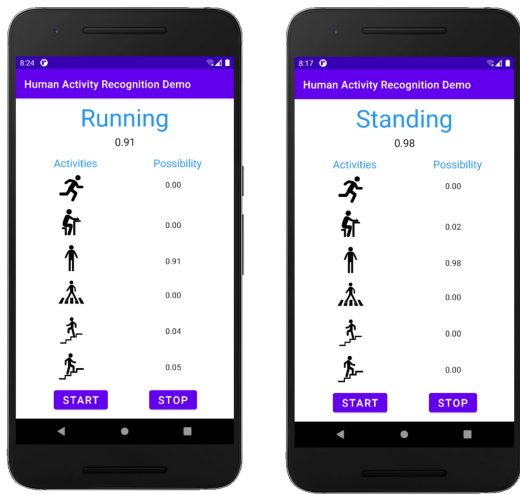 8:24
Human Activity Recognition Demo
Running
0.91
Activities Possibility
0.00
0.00
0.91
0.00
0.04
0.05
START STOP
8:17
Human Activity Recognition Demo
Standing
0.98
Activities Possibility
0.00
0.02
0.98
0.00
0.00
0.00
START STOP